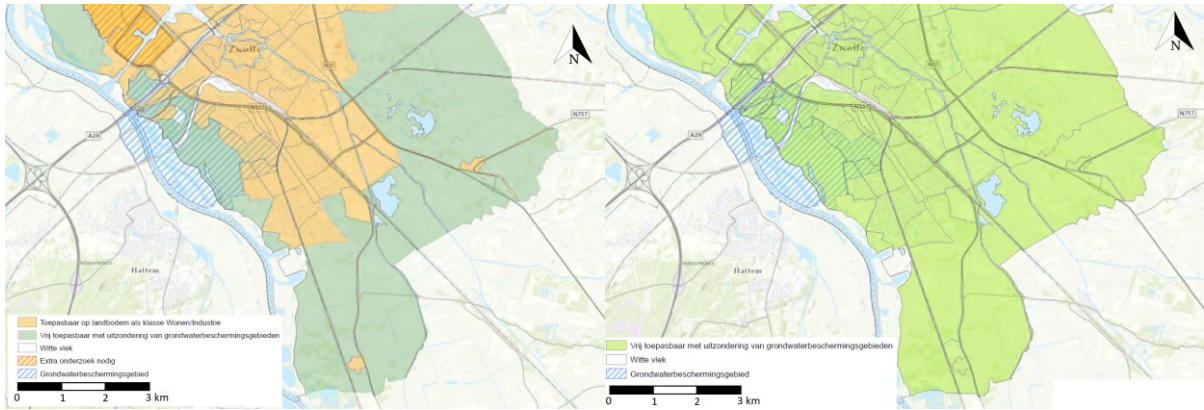 Zwolle
N
N35
N337
N757
A28
Hattem
Toepasbaar op landbodem als klasse Wonen/Industrie
Vrij toepasbaar met uitzondering van grondwaterbeschermingsgebieden
Witte vlek
Extra onderzoek nodig
Grondwaterbeschermingsgebied
0 1 2 3 km
Zwolle
N
N35
N337
N757
A28
Hattem
Vrij toepasbaar met uitzondering van grondwaterbeschermingsgebieden
Witte vlek
Grondwaterbeschermingsgebied
0 1 2 3 km